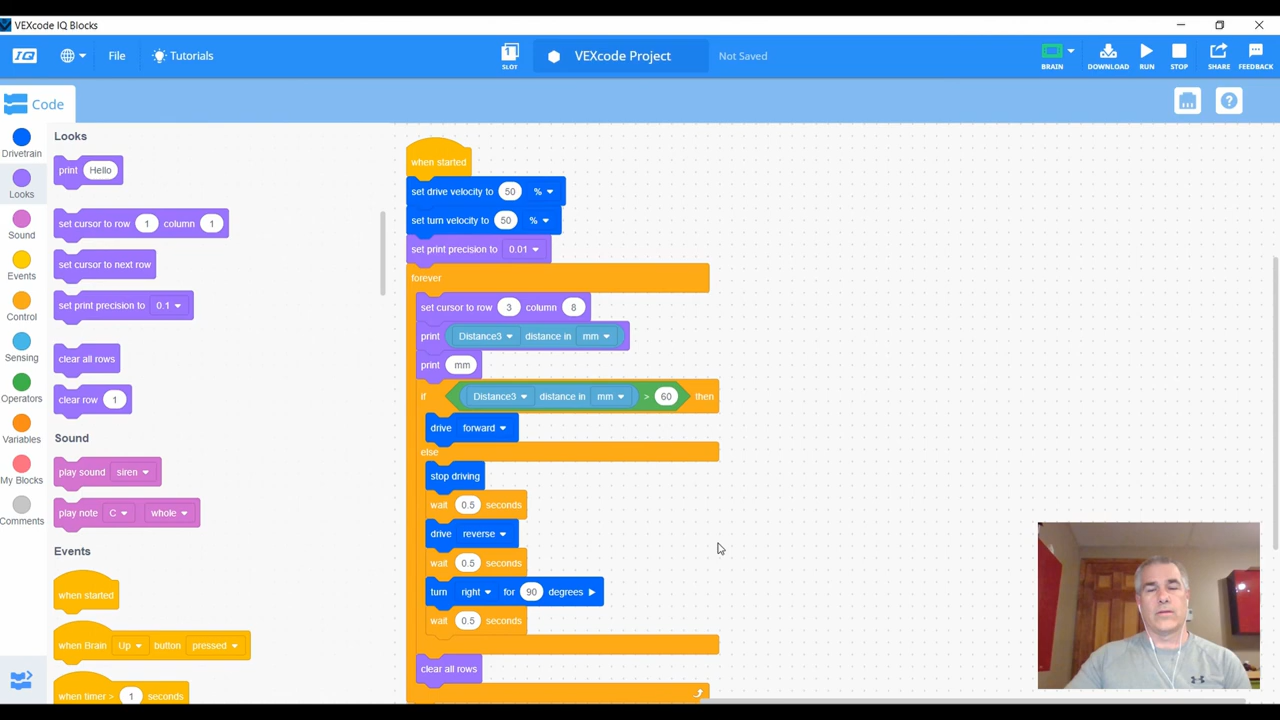 VEXcode IQ Blocks
IQ File Tutorials 1 SLOT VEXcode Project Not Saved BRAIN DOWNLOAD RUN STOP SHARE FEEDBACK
Code
Drivetrain
Looks
Sound
Events
Control
Sensing
Operators
Variables
My Blocks
Comments
Looks
print Hello
set cursor to row 1 column 1
set cursor to next row
set print precision to 0.1
clear all rows
clear row 1
Sound
play sound siren
play note C whole
Events
when started
when Brain Up button pressed
when timer > 1 seconds
when started
set drive velocity to 50 %
set turn velocity to 50 %
set print precision to 0.01
forever
set cursor to row 3 column 8
print Distance3 distance in mm
print mm
if Distance3 distance in mm > 60 then
drive forward
else
stop driving
wait 0.5 seconds
drive reverse
wait 0.5 seconds
turn right for 90 degrees
wait 0.5 seconds
clear all rows